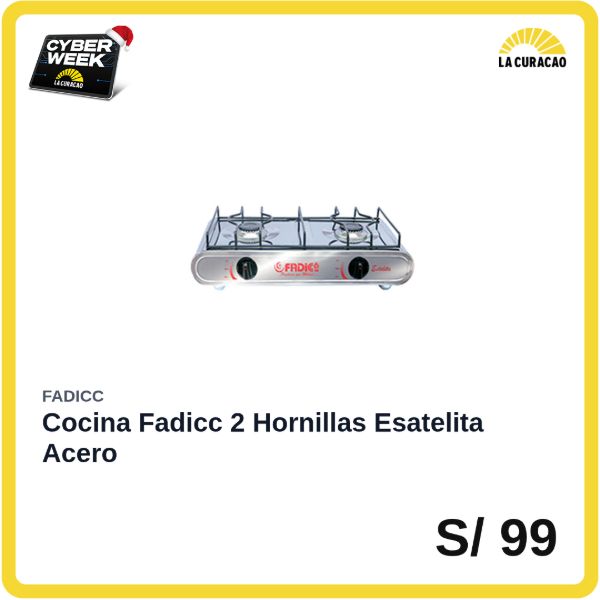 CYBER
WEEK
LA CURACAO
LA CURACAO
FADICC
Cocina Fadicc 2 Hornillas Esatelita
Acero
S/ 99